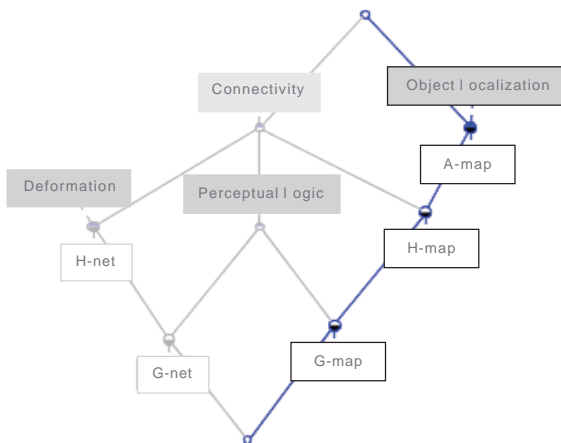 Connectivity
Object l ocalization
A-map
Deformation
Perceptual l ogic
H-net
H-map
G-net
G-map